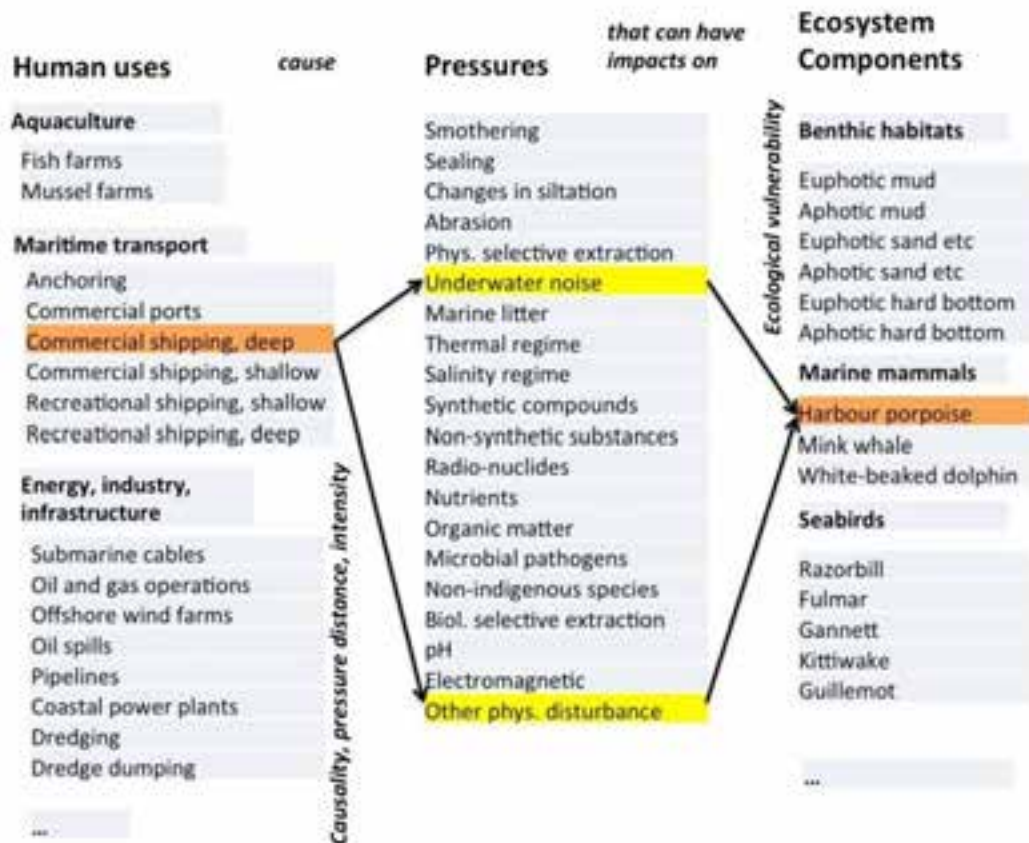 Human uses
cause
Pressures
that can have
impacts on
Ecosystem
Components
Aquaculture
Fish farms
Mussel farms
Maritime transport
Anchoring
Commercial ports
Commercial shipping, deep
Commercial shipping, shallow
Recreational shipping, shallow
Recreational shipping, deep
Energy, industry,
infrastructure
Submarine cables
Oil and gas operations
Offshore wind farms
Oil spills
Pipelines
Coastal power plants
Dredging
Dredge dumping
...
Causality, pressure distance, intensity
Smothering
Sealing
Changes in siltation
Abrasion
Phys. selective extraction
Underwater noise
Marine litter
Thermal regime
Salinity regime
Synthetic compounds
Non-synthetic substances
Radio-nuclides
Nutrients
Organic matter
Microbial pathogens
Non-indigenous species
Biol. selective extraction
pH
Electromagnetic
Other phys. disturbance
Ecological vulnerability
Benthic habitats
Euphotic mud
Aphotic mud
Euphotic sand etc
Aphotic sand etc
Euphotic hard bottom
Aphotic hard bottom
Marine mammals
Harbour porpoise
Mink whale
White-beaked dolphin
Seabirds
Razorbill
Fulmar
Gannett
Kittiwake
Guillemot
...